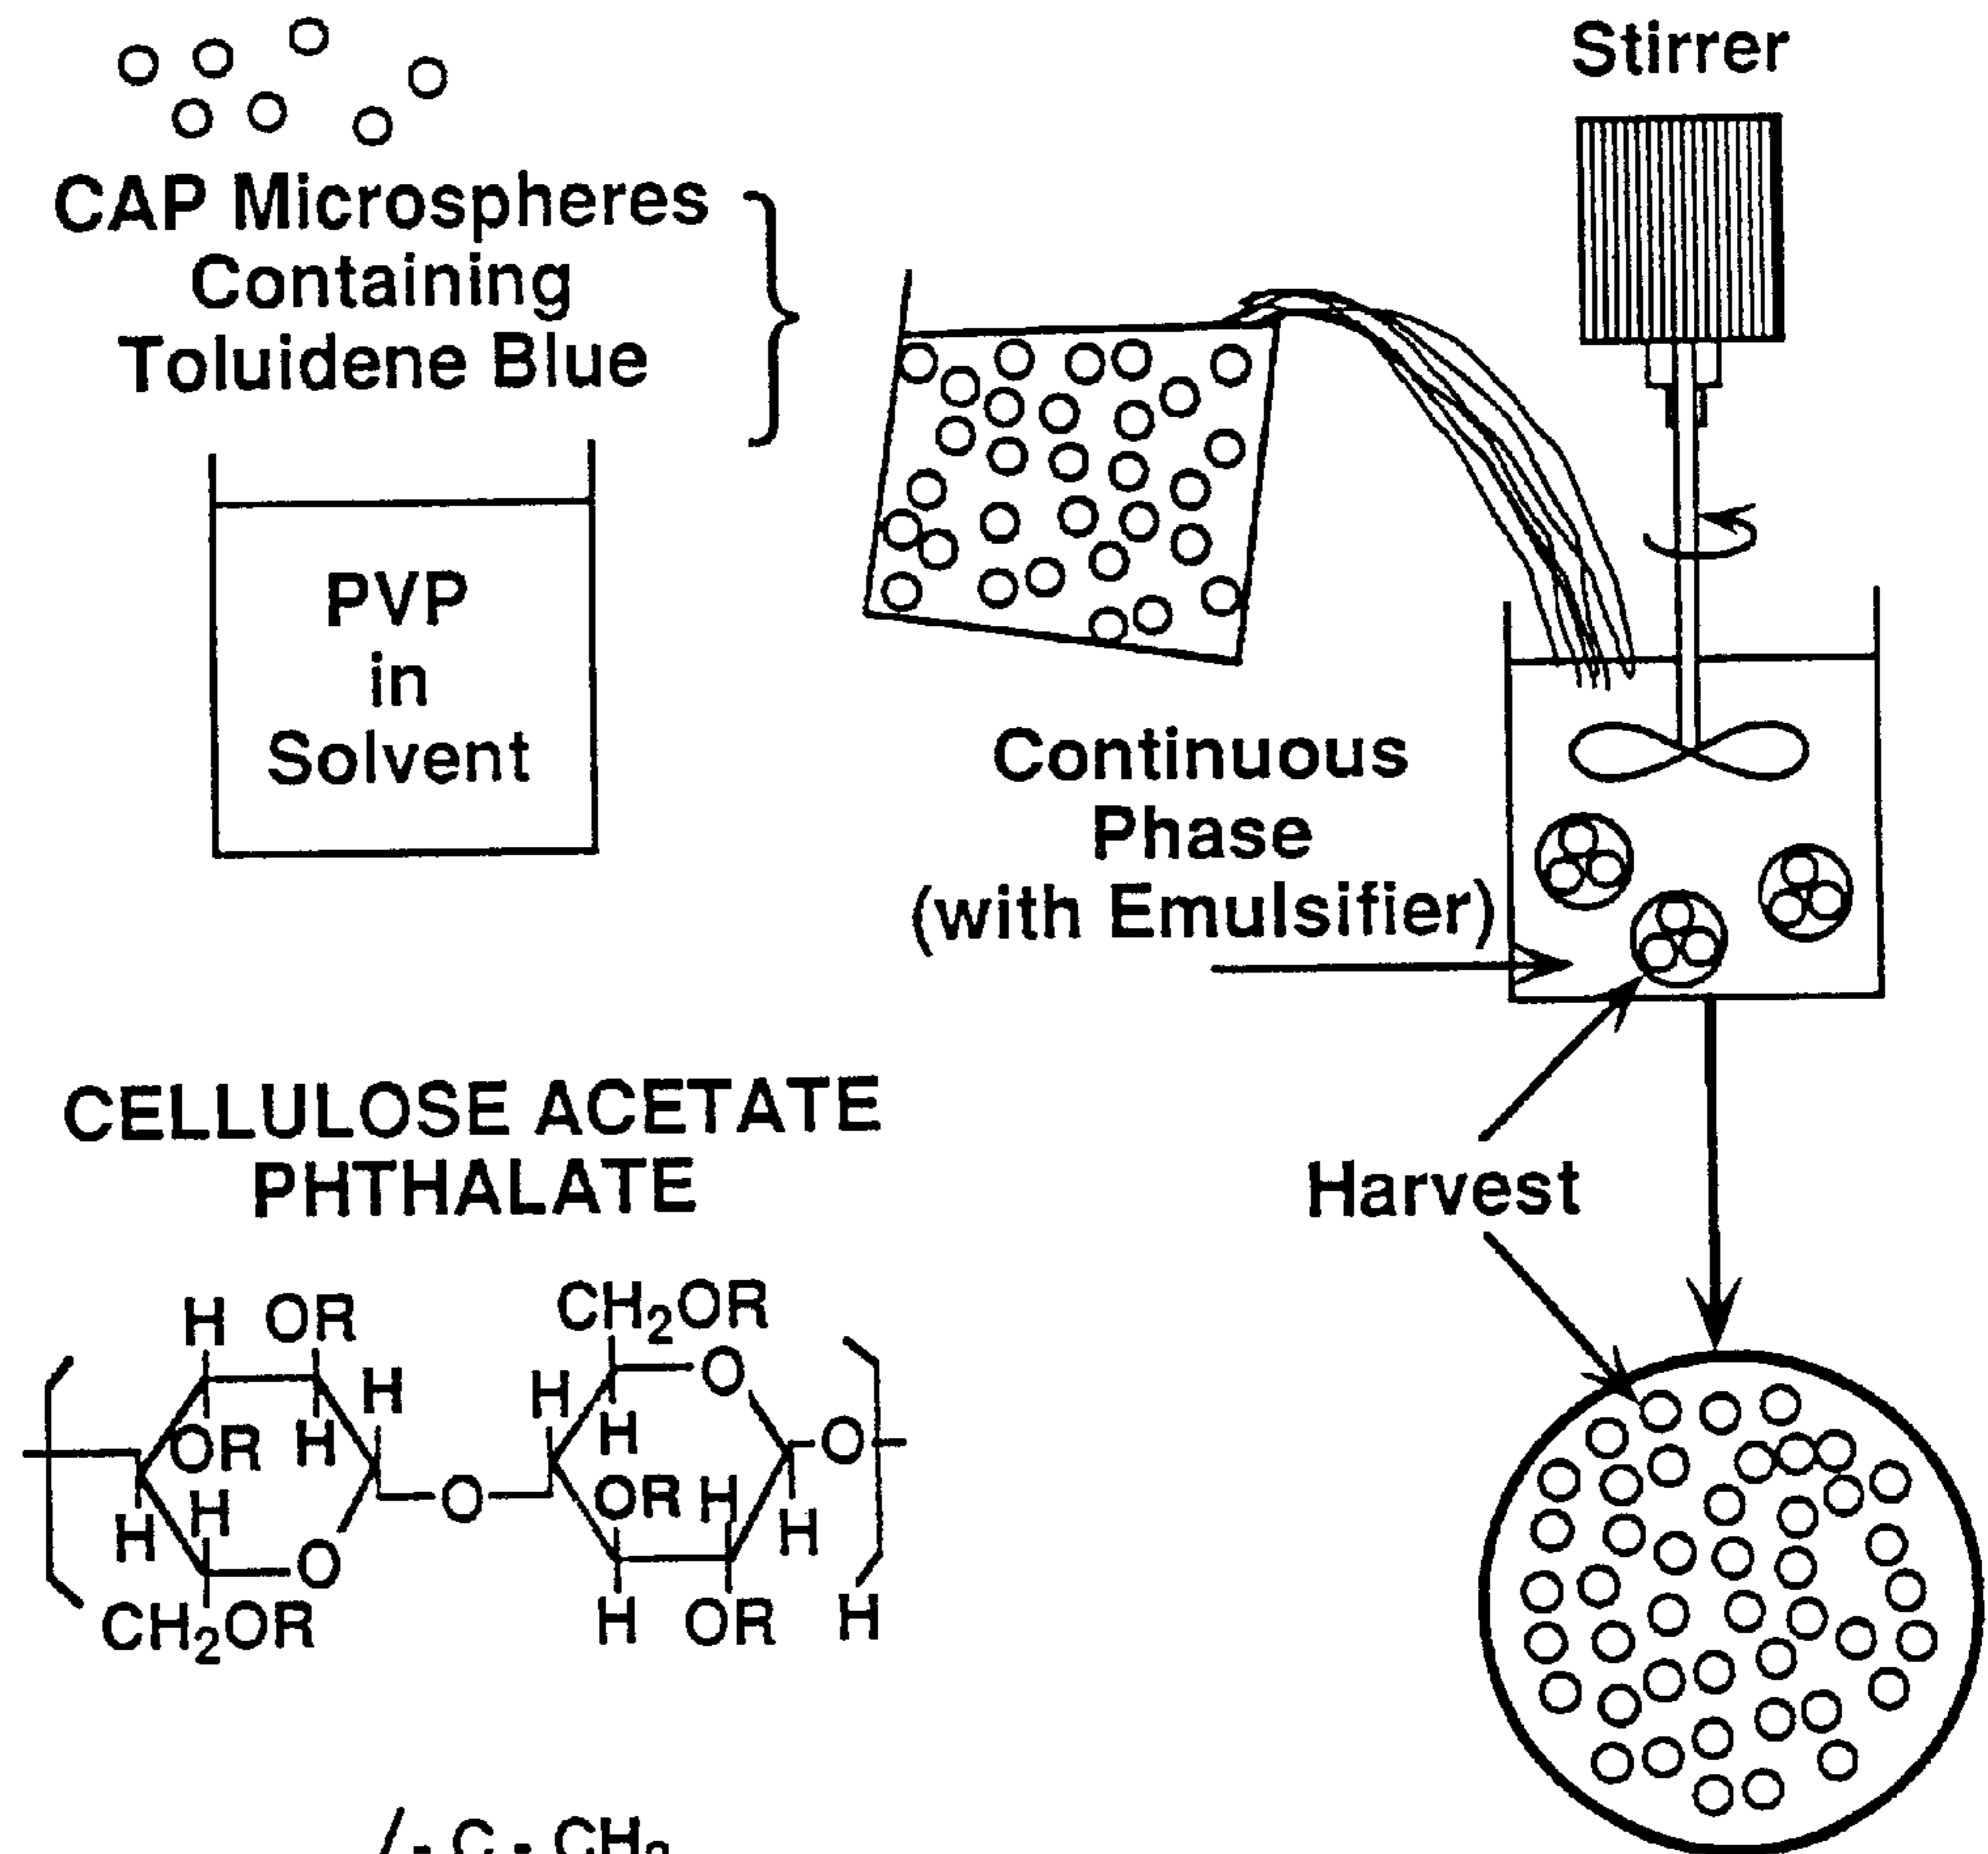 Stirrer
CAP Microspheres
Containing
Toluidene Blue
PVP
in
Solvent
Continuous
Phase
(with Emulsifier)
Harvest
CELLULOSE ACETATE
PHTHALATE
H OR CH₂OR
H H O
OR H H O
H OR H
H O H
CH₂OR H OR H
- C - CH₃